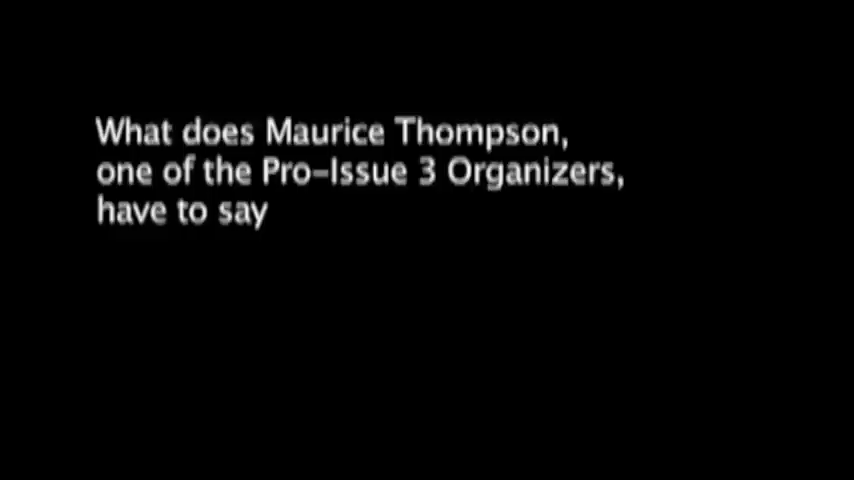 What does Maurice Thompson,
one of the Pro-Issue 3 Organizers,
have to say